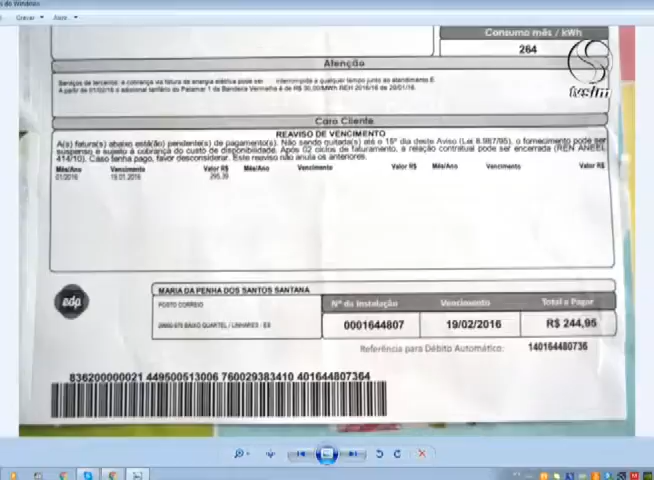 do Windows
Gravar
Abrir
Consumo mês / kWh
264
tvsim
Atenção
Serviços de terceiros: a cobrança via fatura de energia elétrica pode ser interrompida a qualquer tempo junto ao atendimento E
A partir de 01/02/16 o adicional tarifário do Patamar 1 da Bandeira Vermelha é de R$ 30,00/MWh REH 2016/16 de 20/01/16.
Caro Cliente
REAVISO DE VENCIMENTO
A(s) fatura(s) abaixo está(ão) pendente(s) de pagamento(s). Não sendo quitada(s) até o 15º dia deste Aviso (Lei 8.987/95), o fornecimento pode ser
suspenso e sujeito à cobrança do custo de disponibilidade. Após 02 ciclos de faturamento, a relação contratual pode ser encerrada (REN ANEEL
414/10). Caso tenha pago, favor desconsiderar. Este reaviso não anula os anteriores.
Mês/Ano Vencimento Valor R$ Mês/Ano Vencimento Valor R$ Mês/Ano Vencimento Valor R$
01/2016 19.01.2016 295,39
edp
MARIA DA PENHA DOS SANTOS SANTANA
POSTO CORREIO
BAIXO QUARTEL / LINHARES - ES
Nº da Instalação Vencimento Total a Pagar
0001644807 19/02/2016 R$ 244,95
Referência para Débito Automático: 140164480736
836200000021 449500513006 760029383410 401644807364